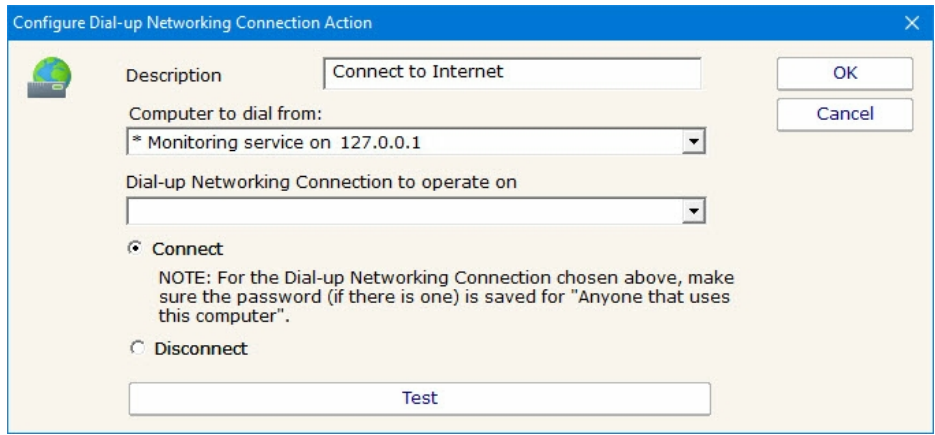 Configure Dial-up Networking Connection Action
Description
Connect to Internet
OK
Computer to dial from:
Cancel
* Monitoring service on 127.0.0.1
Dial-up Networking Connection to operate on
Connect
NOTE: For the Dial-up Networking Connection chosen above, make
sure the password (if there is one) is saved for "Anyone that uses
this computer".
Disconnect
Test